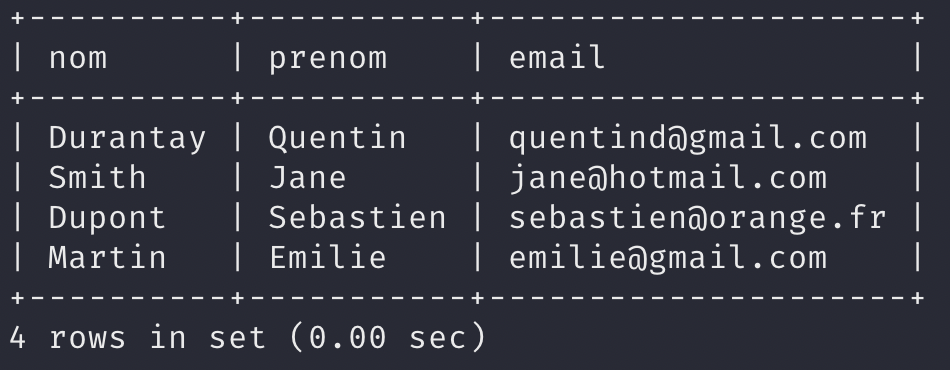 +----------+-----------+---------------------+
| nom      | prenom    | email               |
+----------+-----------+---------------------+
| Durantay | Quentin   | quentind@gmail.com  |
| Smith    | Jane      | jane@hotmail.com    |
| Dupont   | Sebastien | sebastien@orange.fr |
| Martin   | Emilie    | emilie@gmail.com    |
+----------+-----------+---------------------+
4 rows in set (0.00 sec)